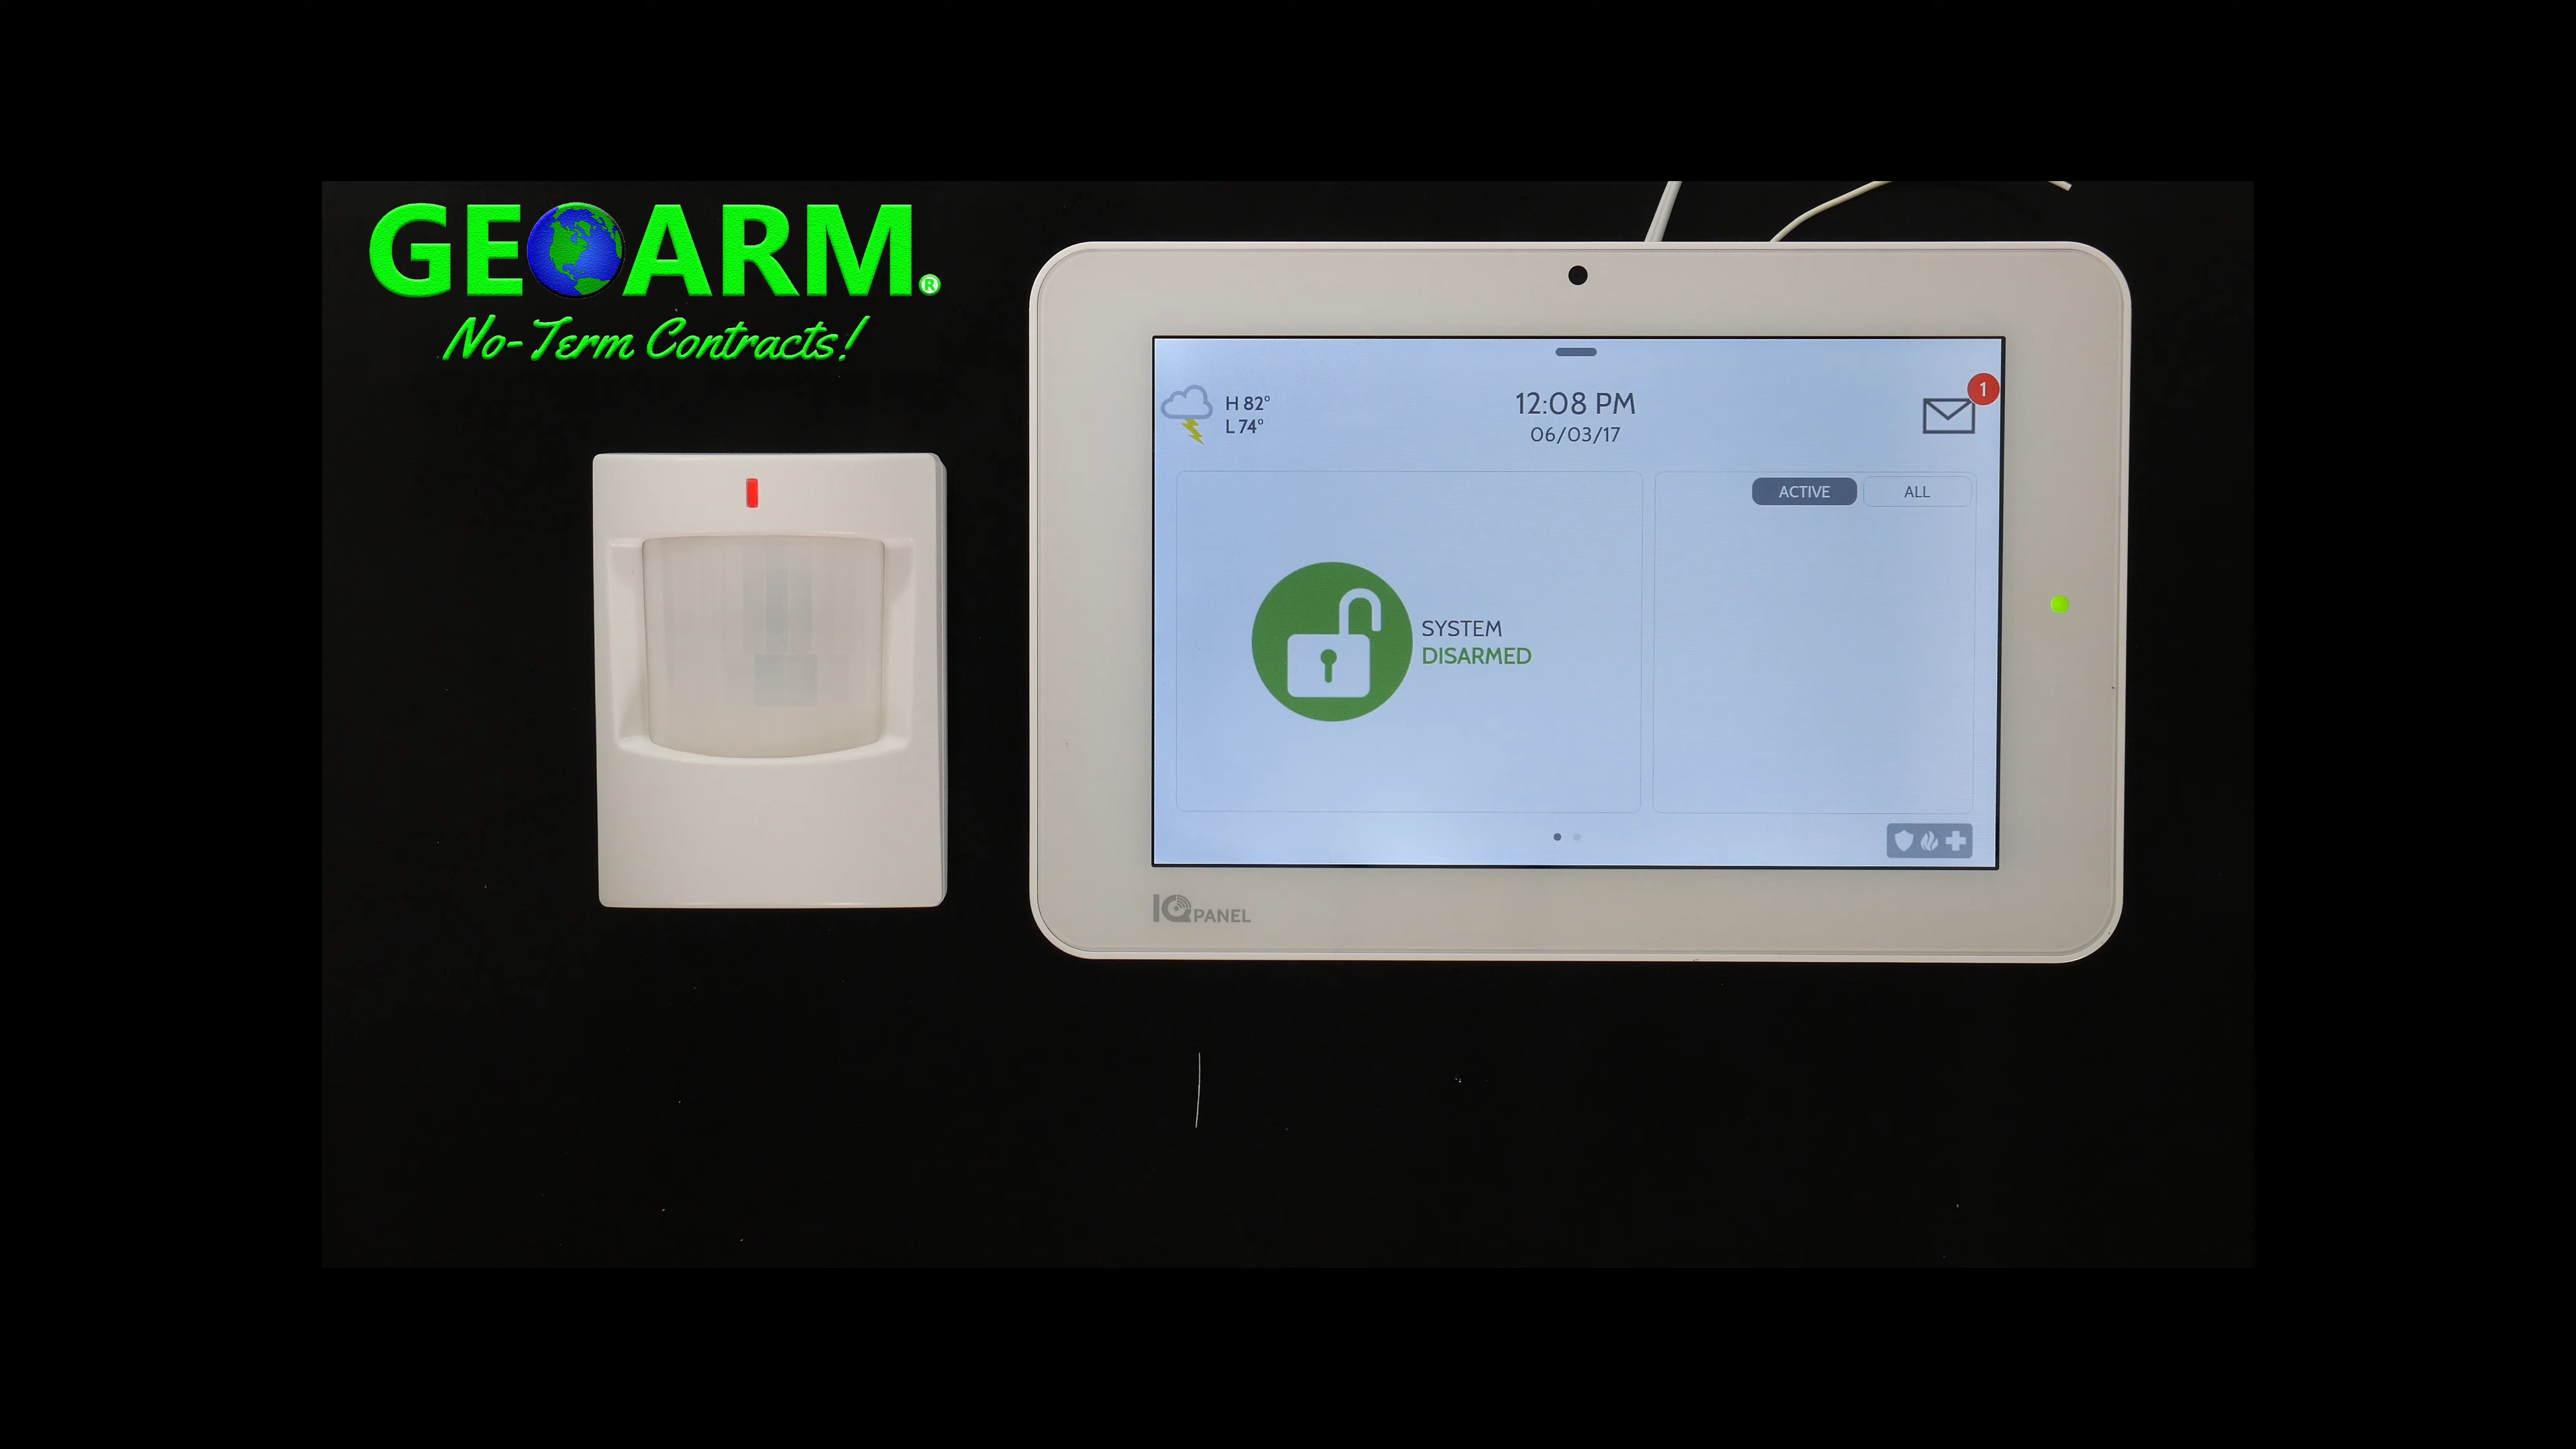 GEOARM®
No-Term Contracts!
H 82°
L 74°
12:08 PM
06/03/17
1
ACTIVE
ALL
SYSTEM
DISARMED
IQ PANEL